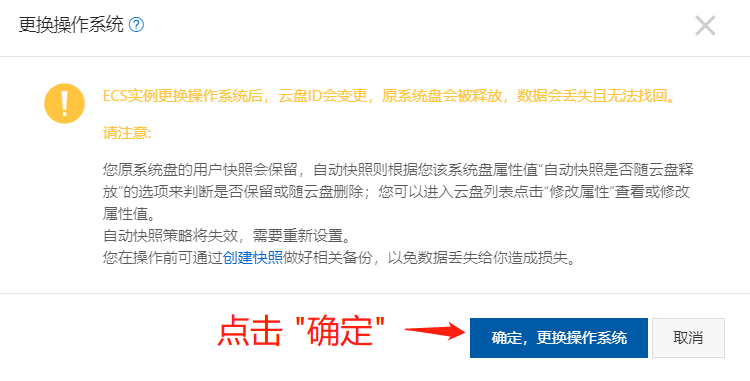 更换操作系统
ECS实例更换操作系统后，云盘ID会变更，原系统盘会被释放，数据会丢失且无法找回。
请注意:
您原系统盘的用户快照会保留，自动快照则根据您该系统盘属性值“自动快照是否随云盘释
放”的选项来判断是否保留或随云盘删除；您可以进入云盘列表点击“修改属性”查看或修改
属性值。
自动快照策略将失效，需要重新设置。
您在操作前可通过创建快照做好相关备份，以免数据丢失给你造成损失。
点击 "确定"
确定，更换操作系统
取消